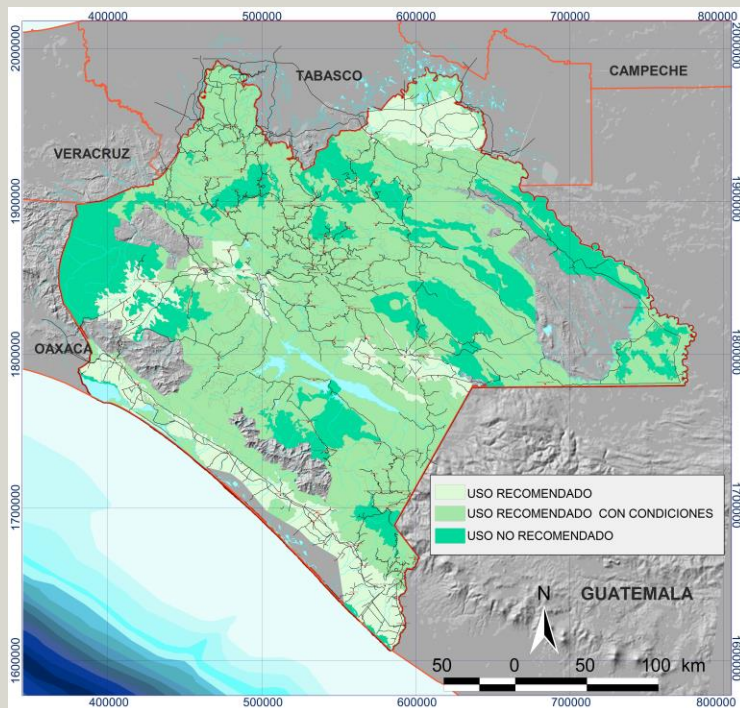 400000 500000 600000 700000 800000
2000000 2000000
TABASCO
CAMPECHE
VERACRUZ
1900000 1900000
OAXACA
1800000 1800000
USO RECOMENDADO
USO RECOMENDADO CON CONDICIONES
USO NO RECOMENDADO
1700000 1700000
GUATEMALA
N
50 0 50 100 km
1600000 1600000
400000 500000 600000 700000 800000